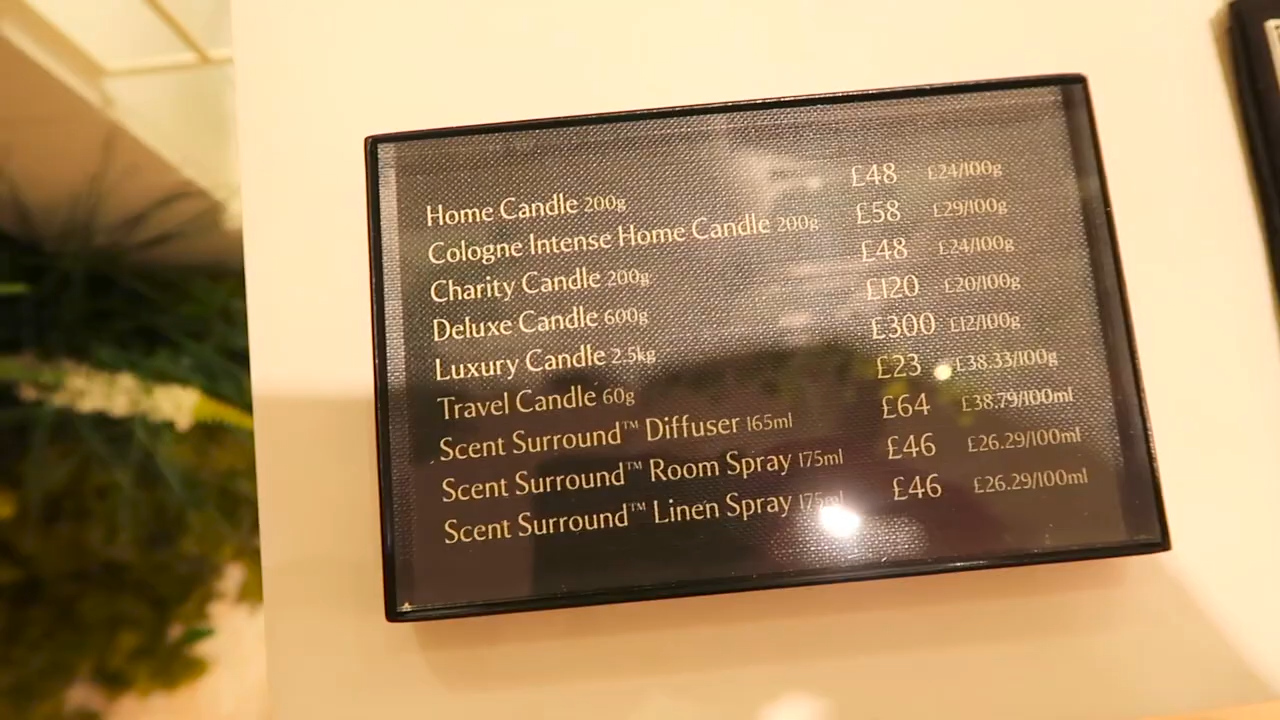 Home Candle 200g £48 £24/100g
Cologne Intense Home Candle 200g £58 £29/100g
Charity Candle 200g £48 £24/100g
Deluxe Candle 600g £120 £20/100g
Luxury Candle 2.5kg £300 £12/100g
Travel Candle 60g £23 £38.33/100g
Scent Surround™ Diffuser 165ml £64 £38.79/100ml
Scent Surround™ Room Spray 175ml £46 £26.29/100ml
Scent Surround™ Linen Spray 175ml £46 £26.29/100ml